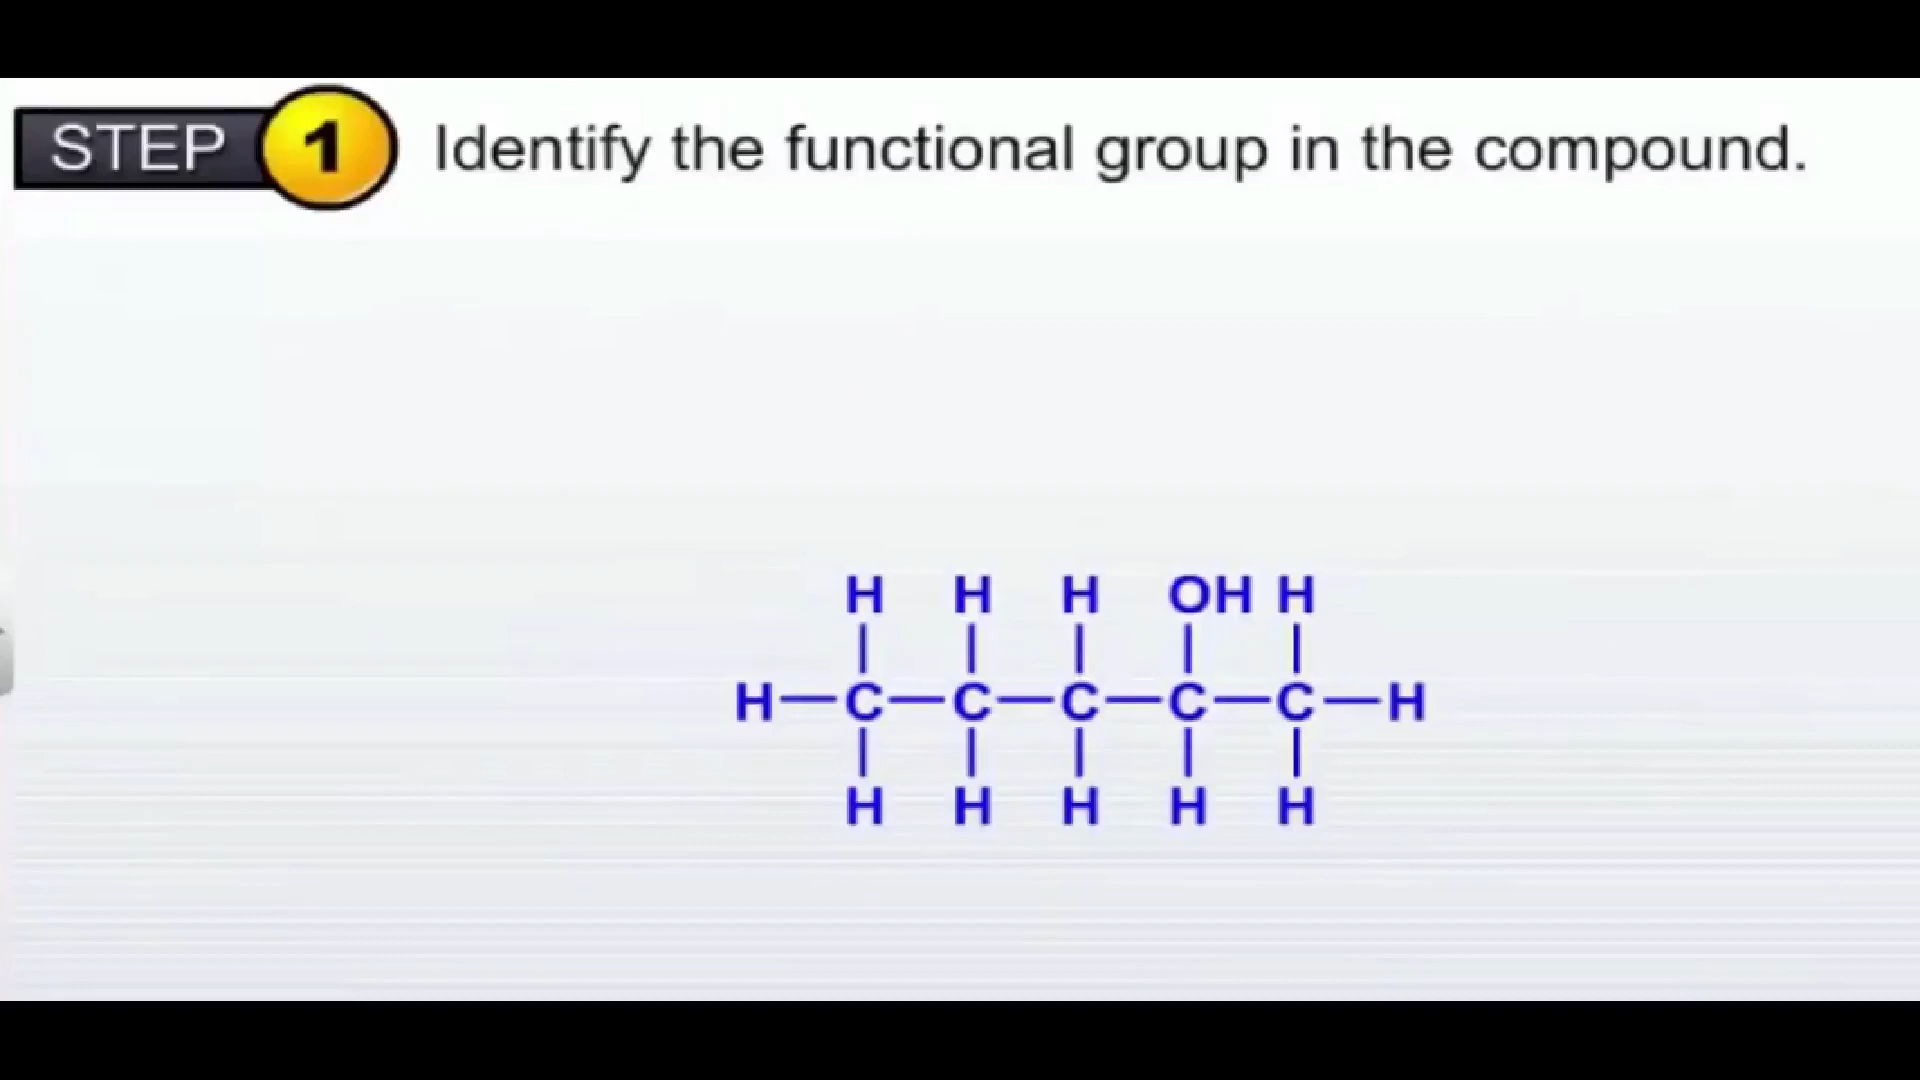 STEP 1 Identify the functional group in the compound.
H H H OH H
H—C—C—C—C—C—H
H H H H H